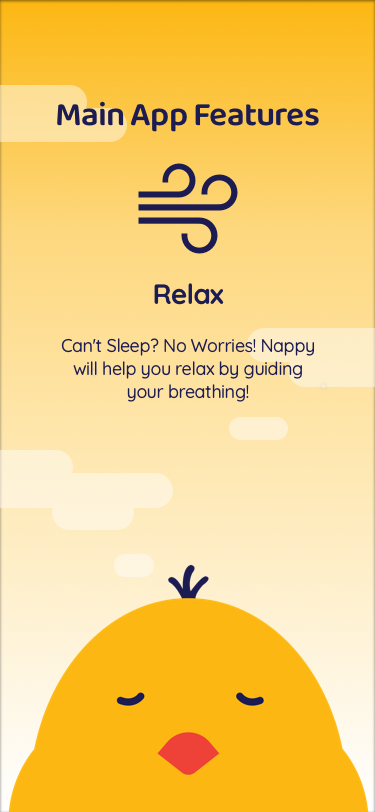 Main App Features
Relax
Can't Sleep? No Worries! Nappy
will help you relax by guiding
your breathing!